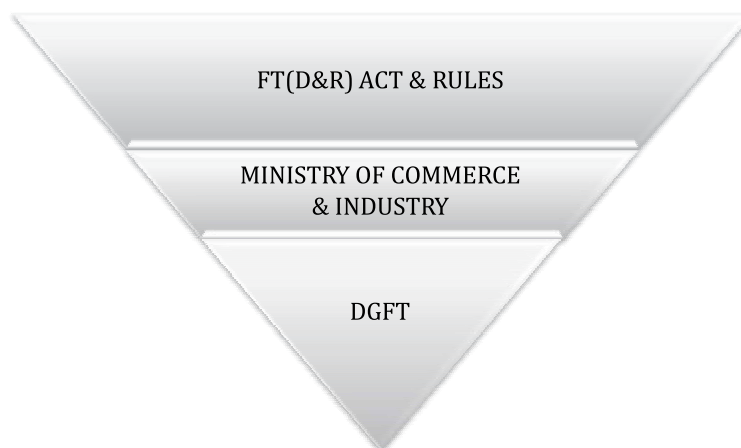 FT(D&R) ACT & RULES
MINISTRY OF COMMERCE
& INDUSTRY
DGFT